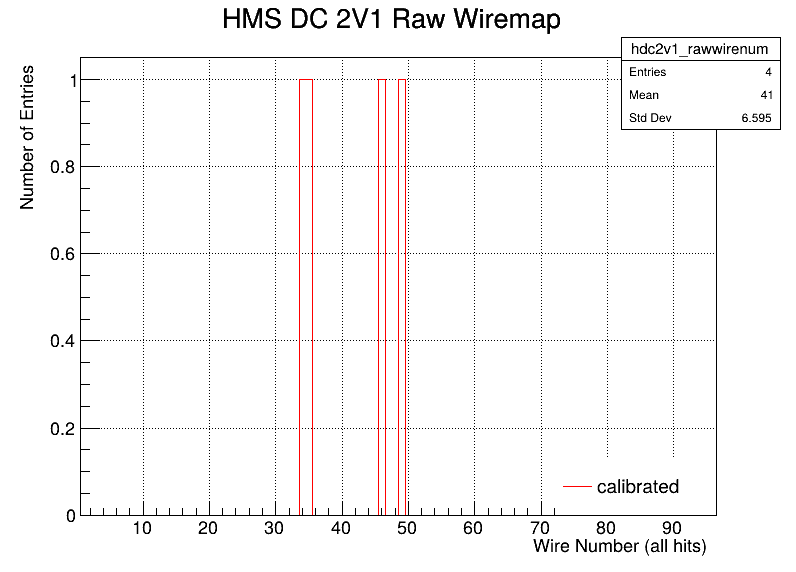 HMS DC 2V1 Raw Wiremap
hdc2v1_rawwirenum
Entries 4
Mean 41
Std Dev 6.595
Number of Entries
1
0.8
0.6
0.4
0.2
0
calibrated
10 20 30 40 50 60 70 80 90
Wire Number (all hits)